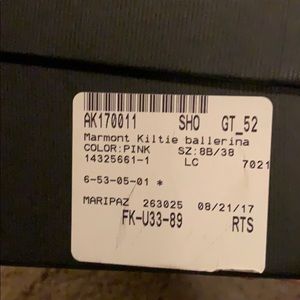 AK170011 SHO GT_52
Marmont Kiltie ballerina
COLOR:PINK SZ:8B/38
14325661-1 LC 7021
6-53-05-01 *
MARIPAZ 263025 08/21/17
FK-U33-89 RTS